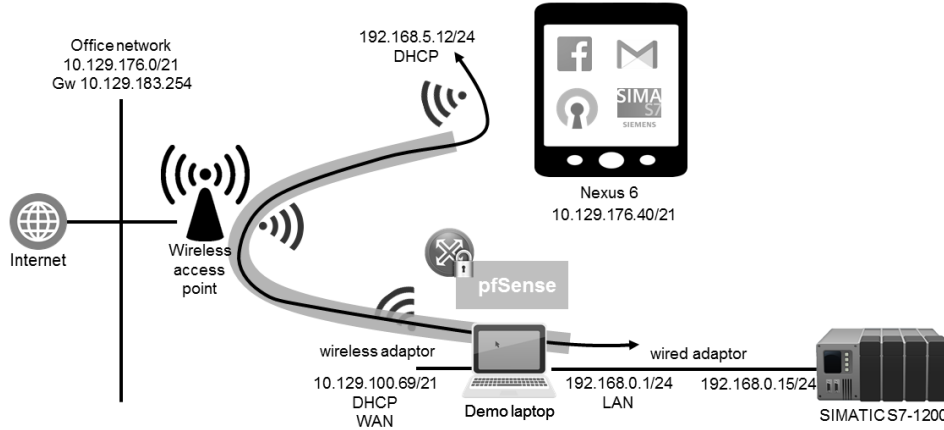 Office network
10.129.176.0/21
Gw 10.129.183.254
192.168.5.12/24
DHCP
f
SIMA
S7
SIEMENS
Nexus 6
10.129.176.40/21
Internet
Wireless
access
point
pfSense
wireless adaptor
wired adaptor
10.129.100.69/21
DHCP
WAN
Demo laptop
192.168.0.1/24
LAN
192.168.0.15/24
SIMATIC S7-1200